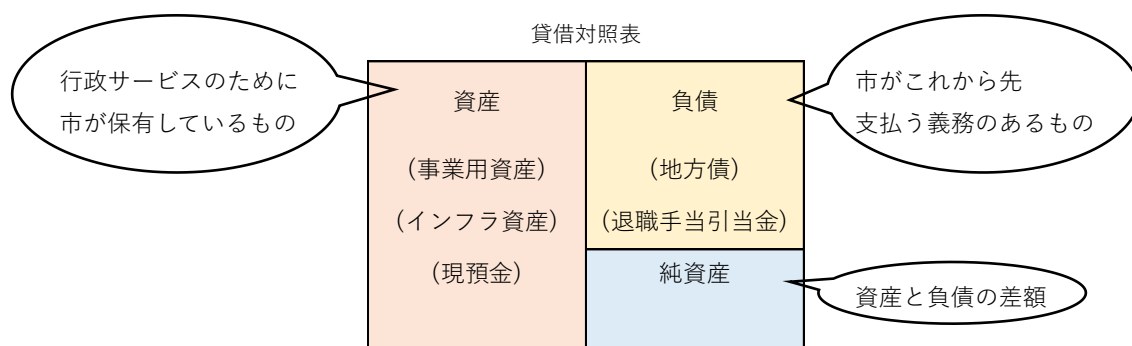 貸借対照表
行政サービスのために
市が保有しているもの
資産
(事業用資産)
(インフラ資産)
(現預金)
負債
(地方債)
(退職手当引当金)
市がこれから先
支払う義務のあるもの
純資産
資産と負債の差額